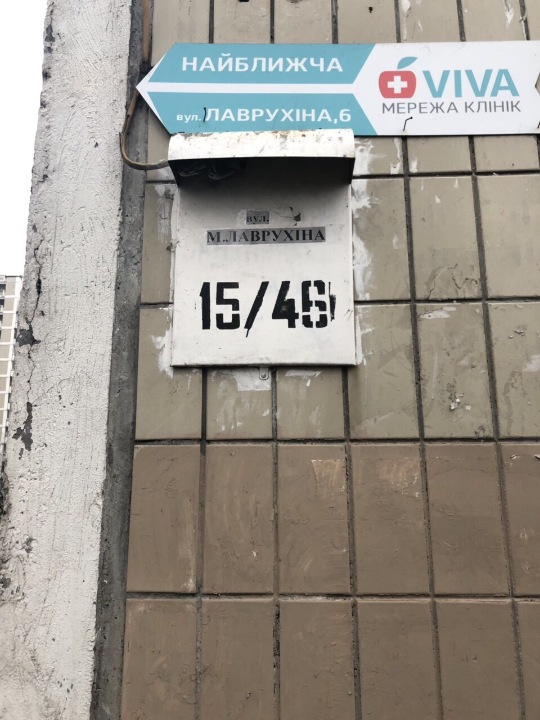 НАЙБЛИЖЧА
вул. ЛАВРУХІНА,6
VIVA
МЕРЕЖА КЛІНІК
вул.
М.ЛАВРУХІНА
15/46